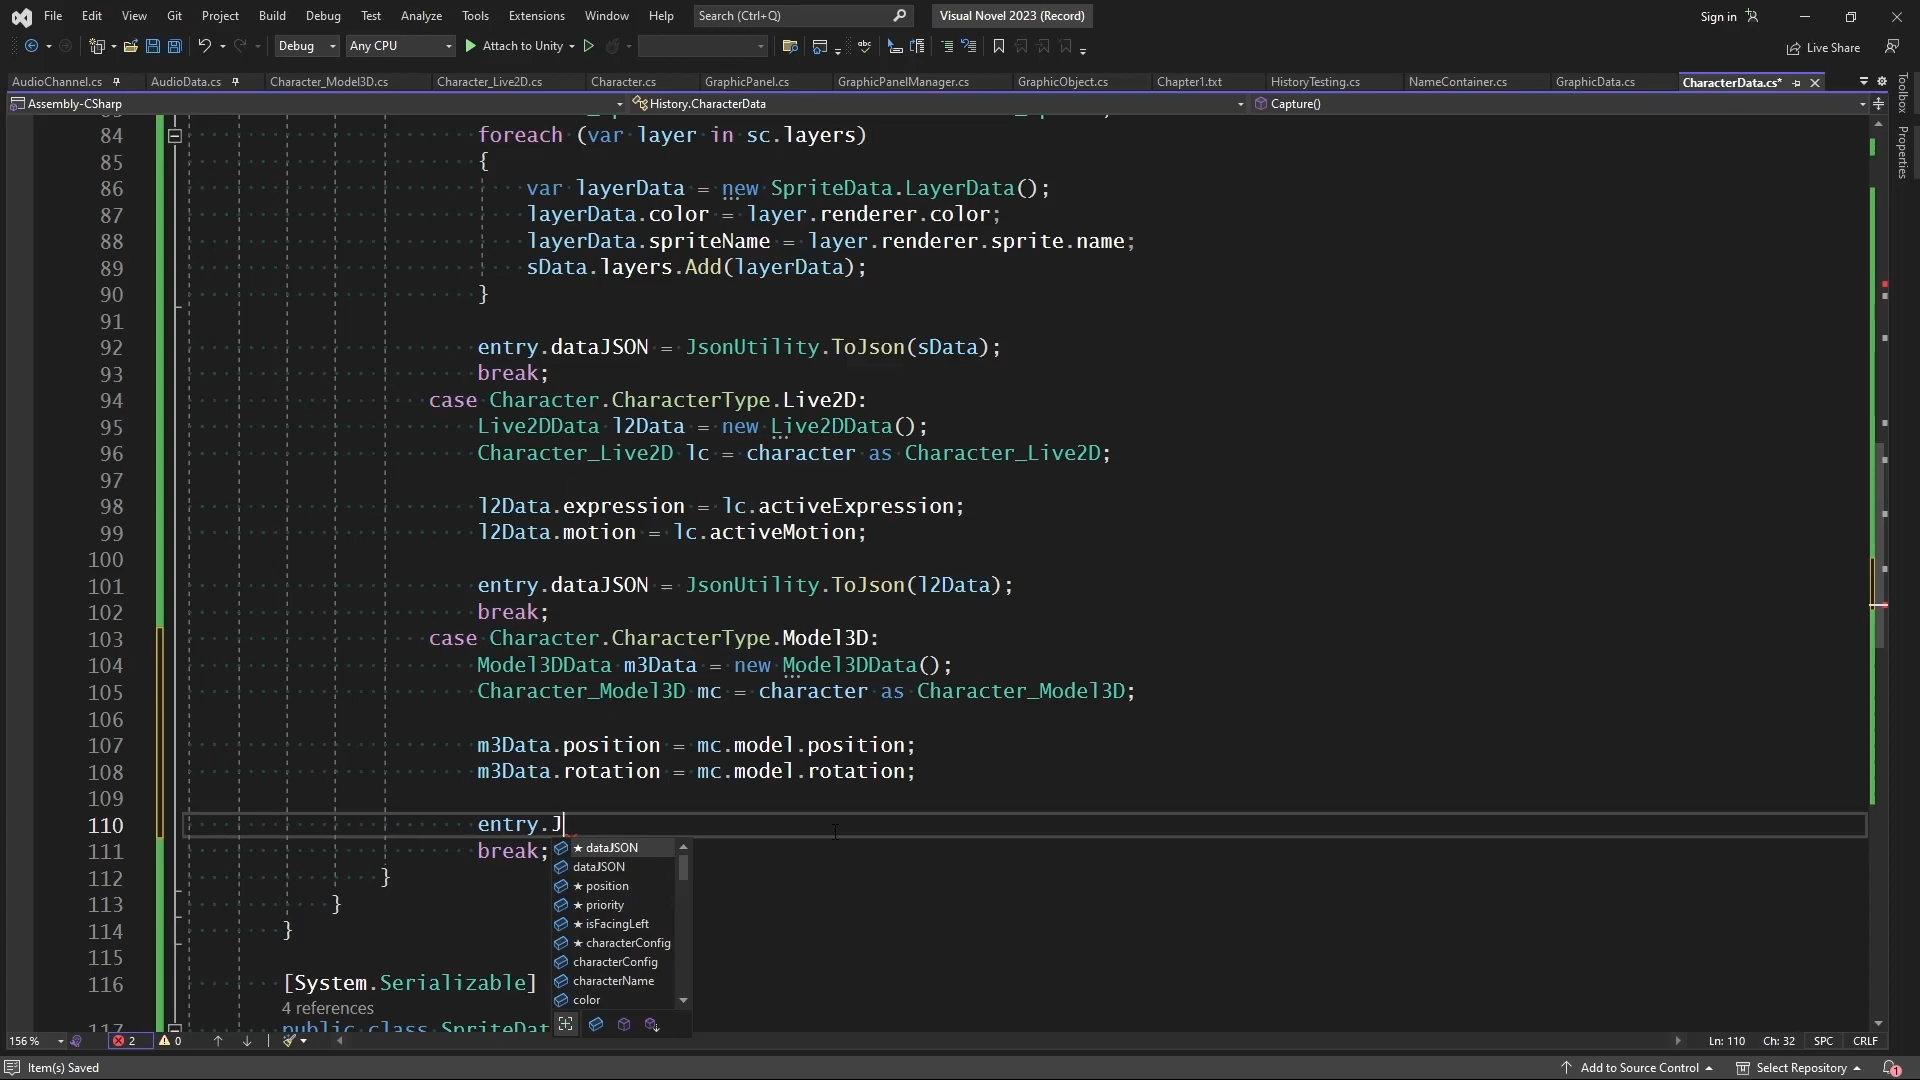 File Edit View Git Project Build Debug Test Analyze Tools Extensions Window Help Search (Ctrl+Q) Visual Novel 2023 (Record) Sign in
Debug Any CPU Attach to Unity Live Share
AudioChannel.cs AudioData.cs Character_Model3D.cs Character_Live2D.cs Character.cs GraphicPanel.cs GraphicPanelManager.cs GraphicObject.cs Chapter1.txt HistoryTesting.cs NameContainer.cs GraphicData.cs CharacterData.cs*
Toolbox
Properties
Assembly-CSharp History.CharacterData Capture()
84 foreach (var layer in sc.layers)
85 {
86 var layerData = new SpriteData.LayerData();
87 layerData.color = layer.renderer.color;
88 layerData.spriteName = layer.renderer.sprite.name;
89 sData.layers.Add(layerData);
90 }
91
92 entry.dataJSON = JsonUtility.ToJson(sData);
93 break;
94 case Character.CharacterType.Live2D:
95 Live2DData l2Data = new Live2DData();
96 Character_Live2D lc = character as Character_Live2D;
97
98 l2Data.expression = lc.activeExpression;
99 l2Data.motion = lc.activeMotion;
100
101 entry.dataJSON = JsonUtility.ToJson(l2Data);
102 break;
103 case Character.CharacterType.Model3D:
104 Model3DData m3Data = new Model3DData();
105 Character_Model3D mc = character as Character_Model3D;
106
107 m3Data.position = mc.model.position;
108 m3Data.rotation = mc.model.rotation;
109
110 entry.J
111 break;
112 }
113 }
114 }
115
116 [System.Serializable]
4 references
117 public class SpriteDat
★ dataJSON
dataJSON
★ position
★ priority
★ isFacingLeft
★ characterConfig
characterConfig
characterName
color
156 % 2 0 Ln: 110 Ch: 32 SPC CRLF
Item(s) Saved Add to Source Control Select Repository 1